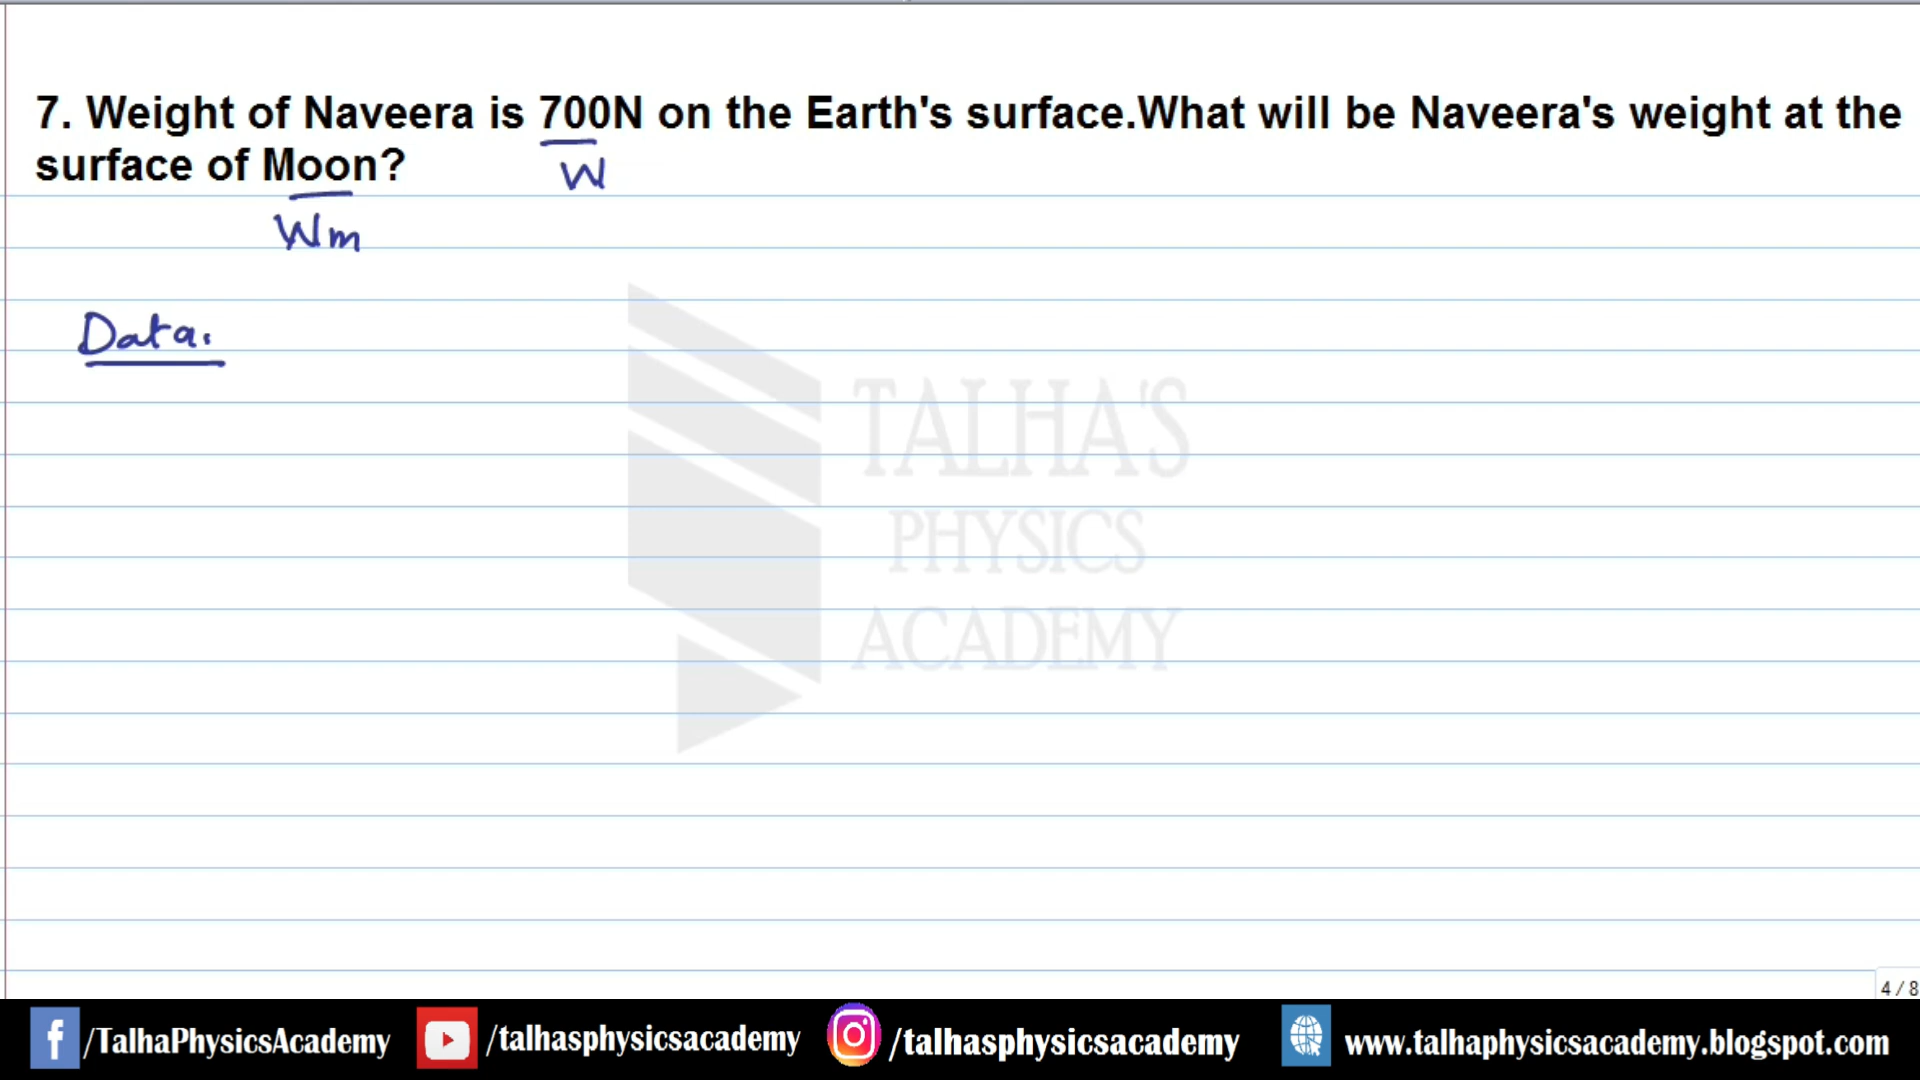 7. Weight of Naveera is 700N on the Earth's surface.What will be Naveera's weight at the
surface of Moon?
W
Wm
Data.
TALHA'S
PHYSICS
ACADEMY
4 / 8
/TalhaPhysicsAcademy
/talhasphysicsacademy
/talhasphysicsacademy
www.talhaphysicsacademy.blogspot.com